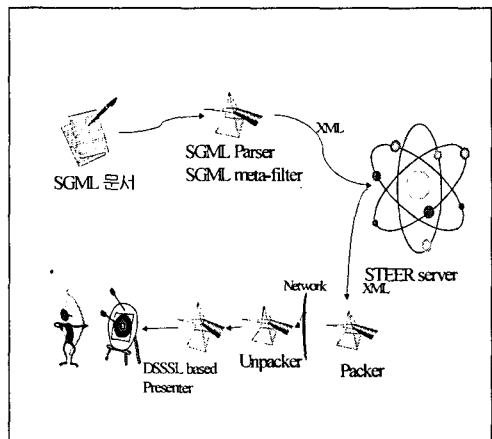 SGML 문서
SGML Parser
SGML meta-filter
XML
STEER server
XML
Network
Packer
Unpacker
DSSSL based
Presenter